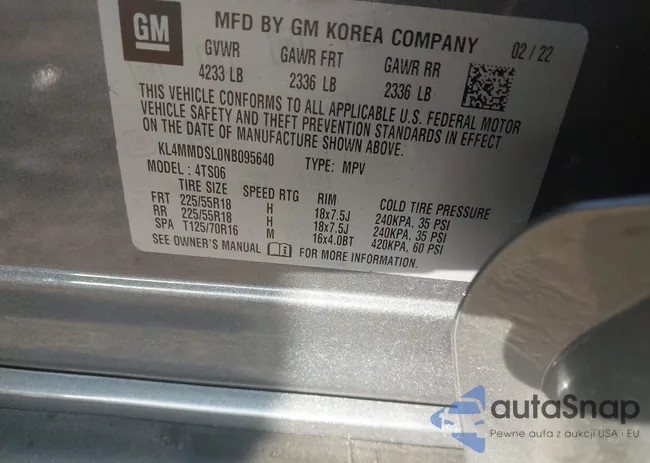 GM
MFD BY GM KOREA COMPANY 02 / 22
GVWR GAWR FRT GAWR RR
4233 LB 2336 LB 2336 LB
THIS VEHICLE CONFORMS TO ALL APPLICABLE U.S. FEDERAL MOTOR
VEHICLE SAFETY AND THEFT PREVENTION STANDARDS IN EFFECT
ON THE DATE OF MANUFACTURE SHOWN ABOVE.
KL4MMDSL0NB095640 TYPE: MPV
MODEL: 4TS06
TIRE SIZE SPEED RTG RIM COLD TIRE PRESSURE
FRT 225/55R18 H 18x7.5J 240KPA, 35 PSI
RR 225/55R18 H 18x7.5J 240KPA, 35 PSI
SPA T125/70R16 M 16x4.0BT 420KPA, 60 PSI
SEE OWNER'S MANUAL i FOR MORE INFORMATION.
autaSnap
Pewne auta z aukcji USA i EU